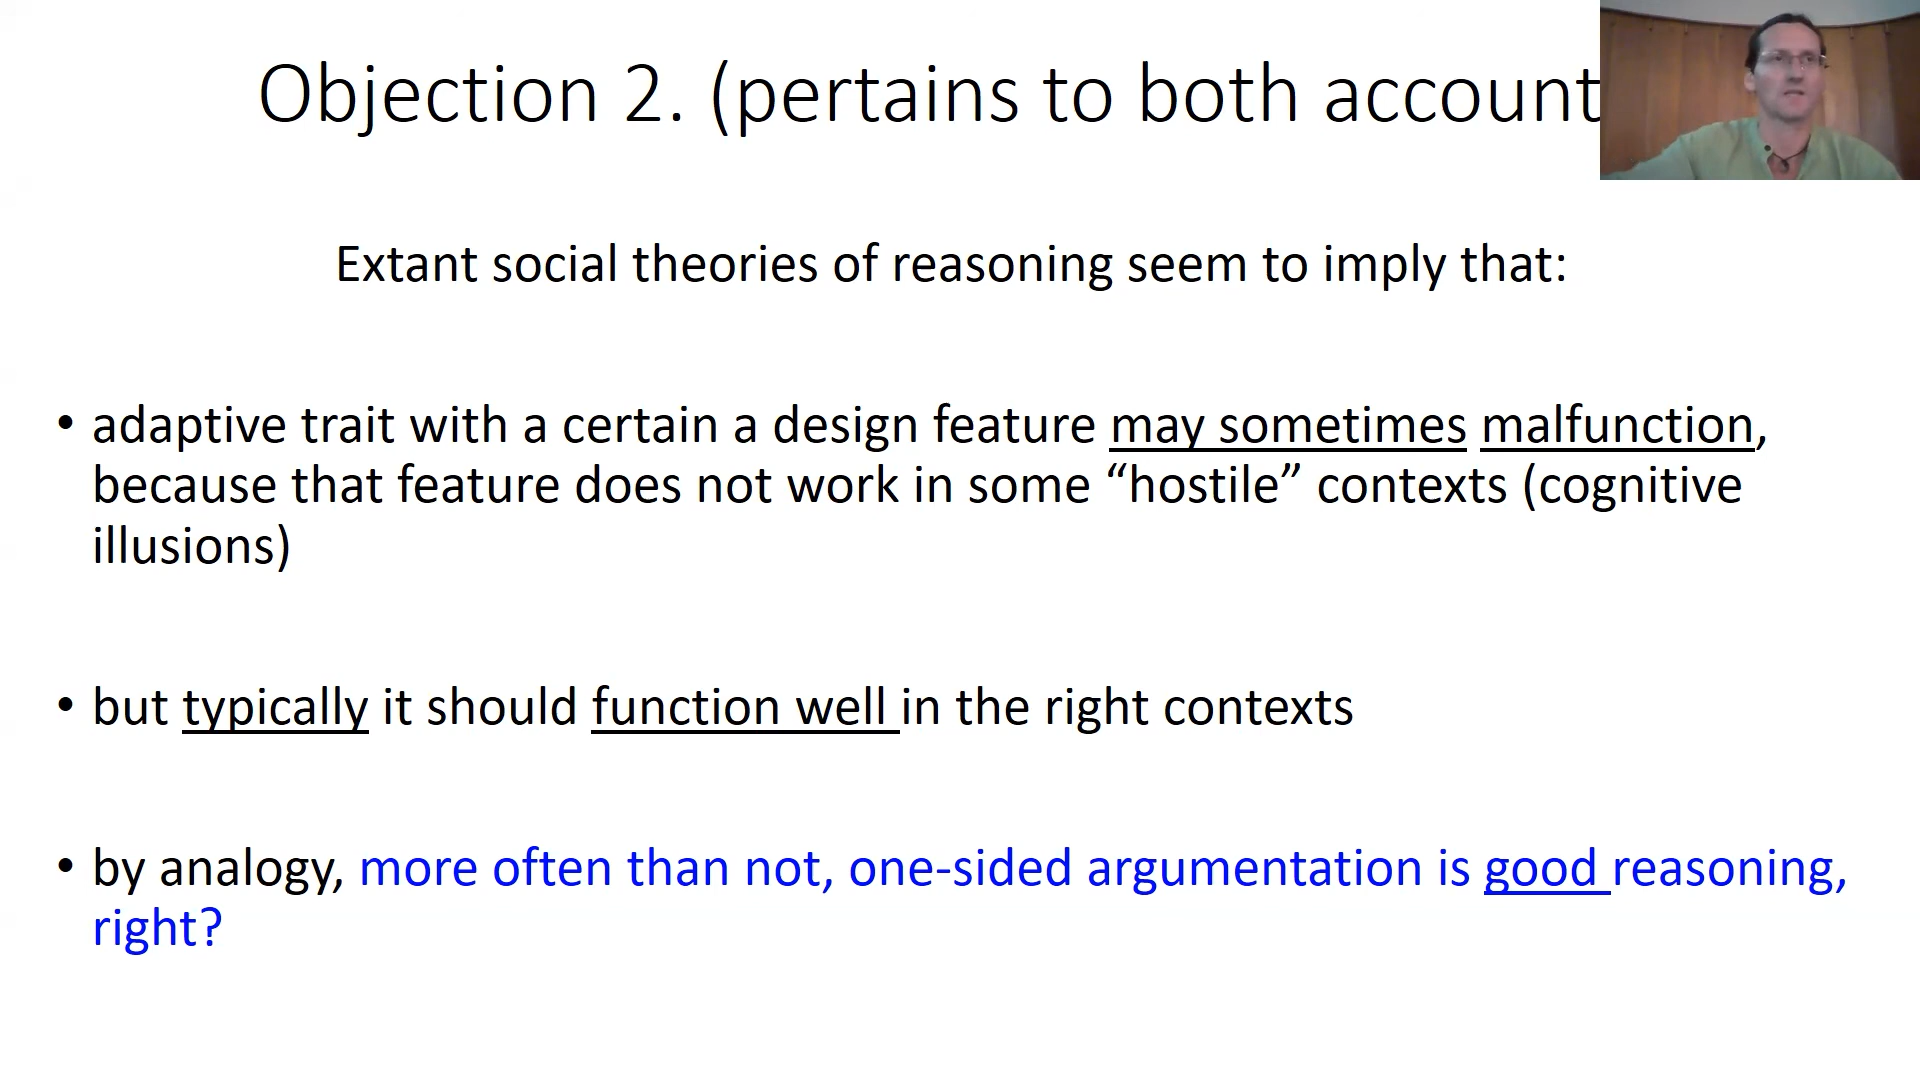 Objection 2. (pertains to both account
Extant social theories of reasoning seem to imply that:
• adaptive trait with a certain a design feature may sometimes malfunction,
because that feature does not work in some “hostile” contexts (cognitive
illusions)
• but typically it should function well in the right contexts
• by analogy, more often than not, one-sided argumentation is good reasoning,
right?